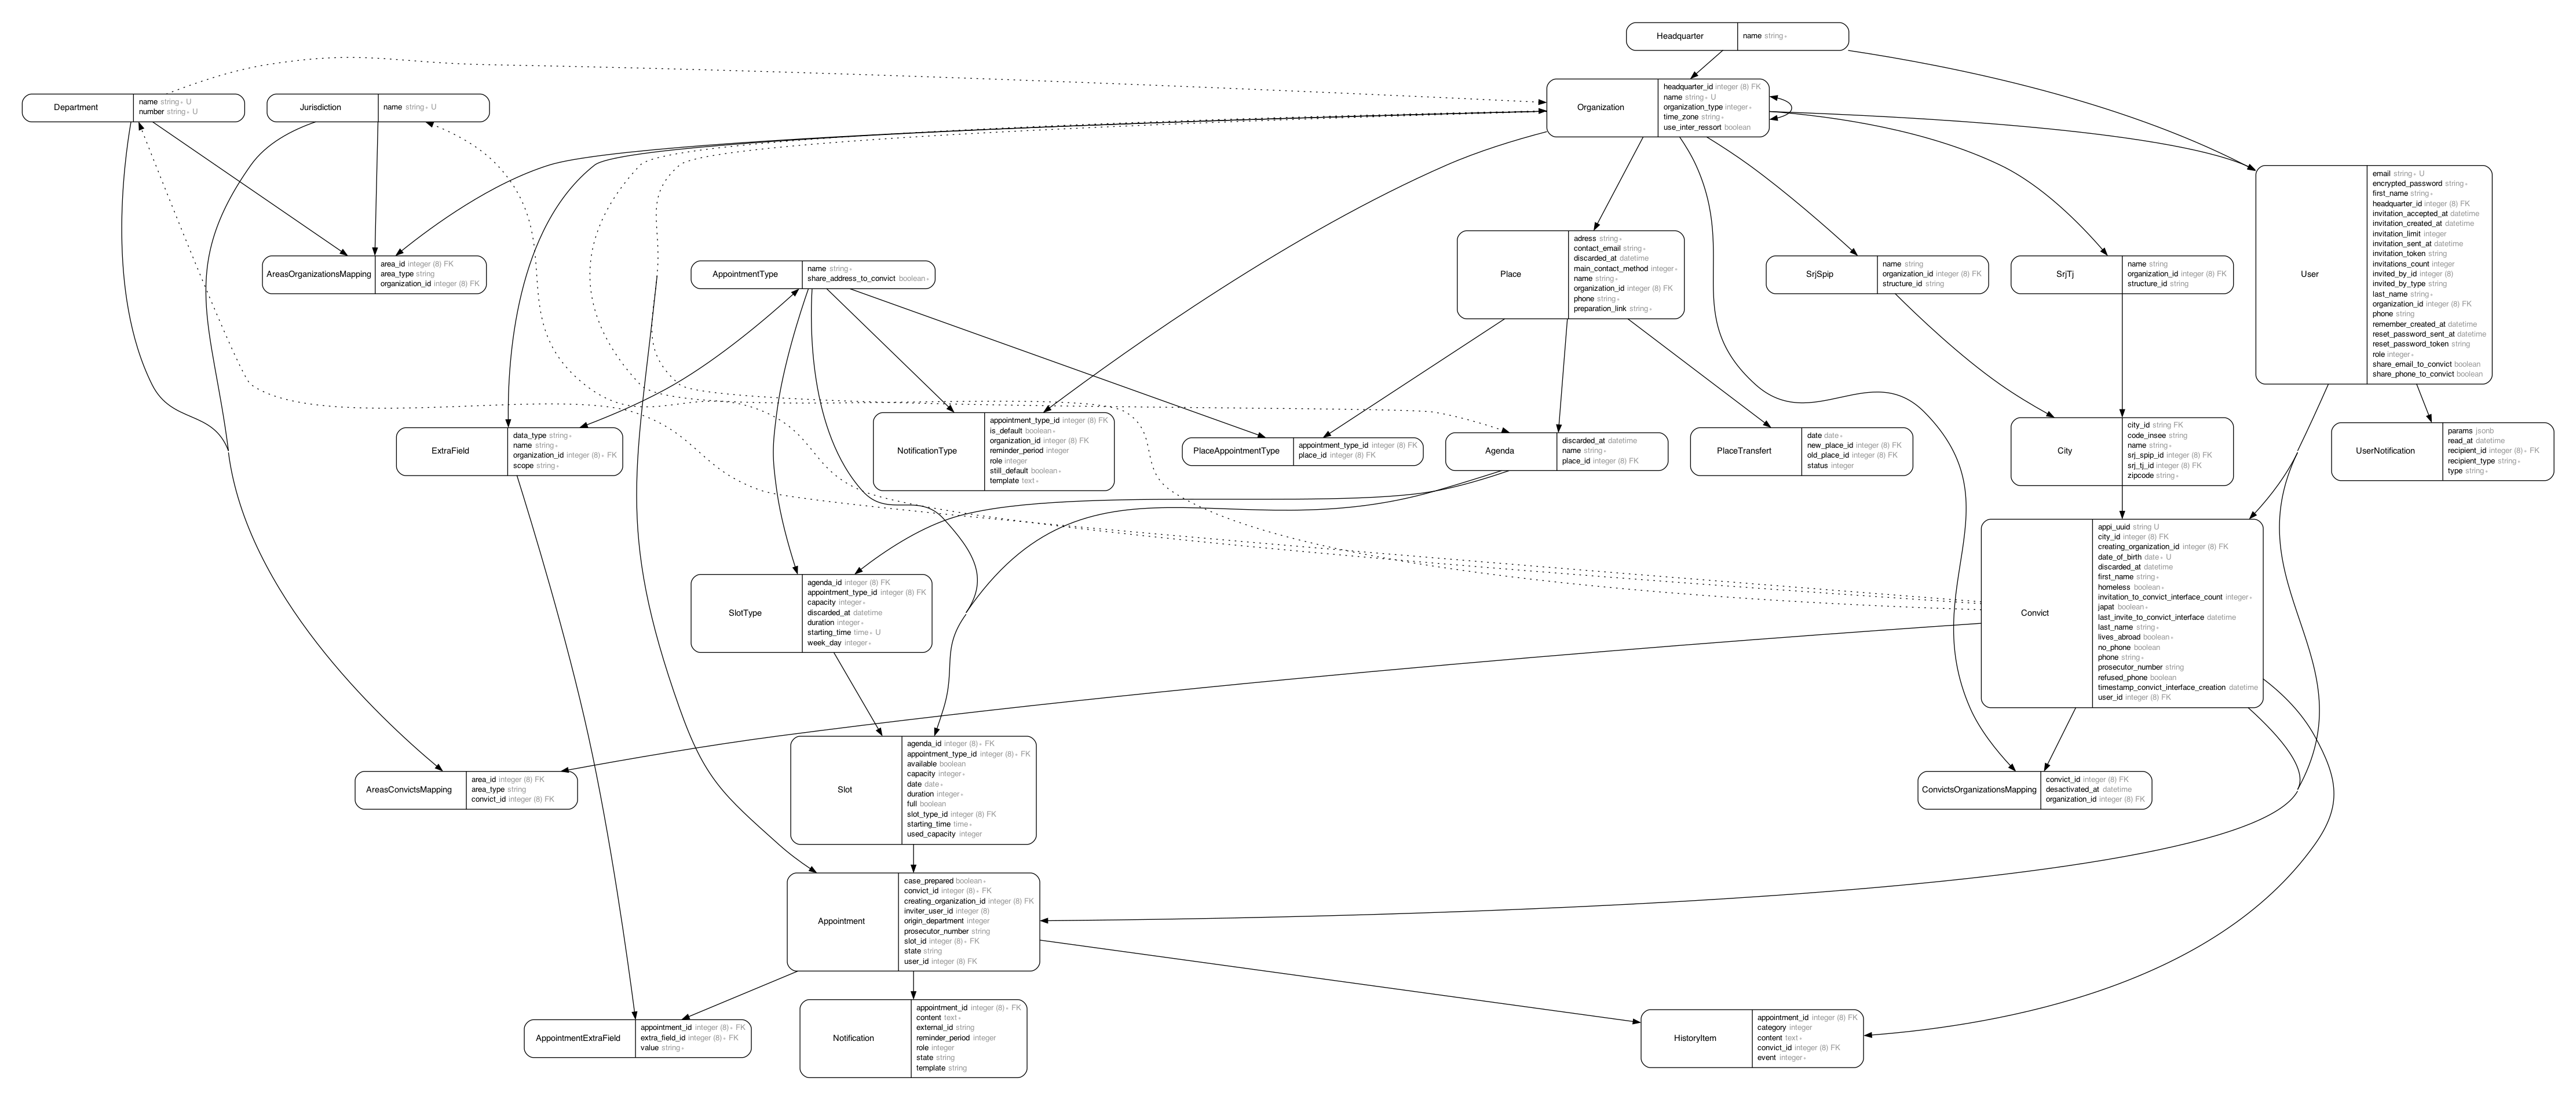 Headquarter
name string ∗
Department
name string ∗ U
number string ∗ U
Jurisdiction
name string ∗ U
Organization
headquarter_id integer (8) FK
name string ∗ U
organization_type integer ∗
time_zone string ∗
use_inter_ressort boolean
User
email string ∗ U
encrypted_password string ∗
first_name string ∗
headquarter_id integer (8) FK
invitation_accepted_at datetime
invitation_created_at datetime
invitation_limit integer
invitation_sent_at datetime
invitation_token string
invitations_count integer
invited_by_id integer (8)
invited_by_type string
last_name string ∗
organization_id integer (8) FK
phone string
remember_created_at datetime
reset_password_sent_at datetime
reset_password_token string
role integer ∗
share_email_to_convict boolean
share_phone_to_convict boolean
AreasOrganizationsMapping
area_id integer (8) FK
area_type string
organization_id integer (8) FK
AppointmentType
name string ∗
share_address_to_convict boolean ∗
Place
adress string ∗
contact_email string ∗
discarded_at datetime
main_contact_method integer ∗
name string ∗
organization_id integer (8) FK
phone string ∗
preparation_link string ∗
SrjSpip
name string
organization_id integer (8) FK
structure_id string
SrjTj
name string
organization_id integer (8) FK
structure_id string
ExtraField
data_type string ∗
name string ∗
organization_id integer (8) ∗ FK
scope string ∗
NotificationType
appointment_type_id integer (8) FK
is_default boolean ∗
organization_id integer (8) FK
reminder_period integer
role integer
still_default boolean ∗
template text ∗
PlaceAppointmentType
appointment_type_id integer (8) FK
place_id integer (8) FK
Agenda
discarded_at datetime
name string ∗
place_id integer (8) FK
PlaceTransfert
date date ∗
new_place_id integer (8) FK
old_place_id integer (8) FK
status integer
City
city_id string FK
code_insee string
name string ∗
srj_spip_id integer (8) FK
srj_tj_id integer (8) FK
zipcode string ∗
UserNotification
params jsonb
read_at datetime
recipient_id integer (8) ∗ FK
recipient_type string ∗
type string ∗
SlotType
agenda_id integer (8) FK
appointment_type_id integer (8) FK
capacity integer ∗
discarded_at datetime
duration integer ∗
starting_time time ∗ U
week_day integer ∗
Convict
appi_uuid string U
city_id integer (8) FK
creating_organization_id integer (8) FK
date_of_birth date ∗ U
discarded_at datetime
first_name string ∗
homeless boolean ∗
invitation_to_convict_interface_count integer ∗
japat boolean ∗
last_invite_to_convict_interface datetime
last_name string ∗
lives_abroad boolean ∗
no_phone boolean
phone string ∗
prosecutor_number string
refused_phone boolean
timestamp_convict_interface_creation datetime
user_id integer (8) FK
AreasConvictsMapping
area_id integer (8) FK
area_type string
convict_id integer (8) FK
Slot
agenda_id integer (8) ∗ FK
appointment_type_id integer (8) ∗ FK
available boolean
capacity integer ∗
date date ∗
duration integer ∗
full boolean
slot_type_id integer (8) FK
starting_time time ∗
used_capacity integer
ConvictsOrganizationsMapping
convict_id integer (8) FK
desactivated_at datetime
organization_id integer (8) FK
Appointment
case_prepared boolean ∗
convict_id integer (8) ∗ FK
creating_organization_id integer (8) FK
inviter_user_id integer (8)
origin_department integer
prosecutor_number string
slot_id integer (8) ∗ FK
state string
user_id integer (8) FK
AppointmentExtraField
appointment_id integer (8) ∗ FK
extra_field_id integer (8) ∗ FK
value string ∗
Notification
appointment_id integer (8) ∗ FK
content text ∗
external_id string
reminder_period integer
role integer
state string
template string
HistoryItem
appointment_id integer (8) FK
category integer
content text ∗
convict_id integer (8) FK
event integer ∗